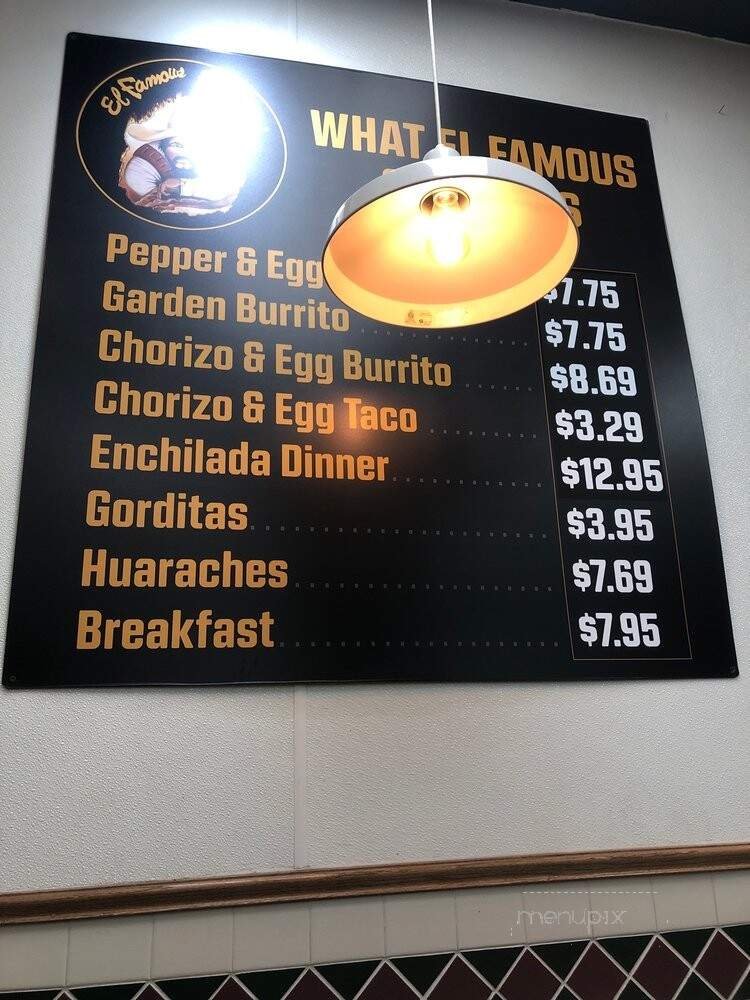 El Famous
WHAT EL FAMOUS
Pepper & Egg $7.75
Garden Burrito $7.75
Chorizo & Egg Burrito $8.69
Chorizo & Egg Taco $3.29
Enchilada Dinner $12.95
Gorditas $3.95
Huaraches $7.69
Breakfast $7.95
menupix